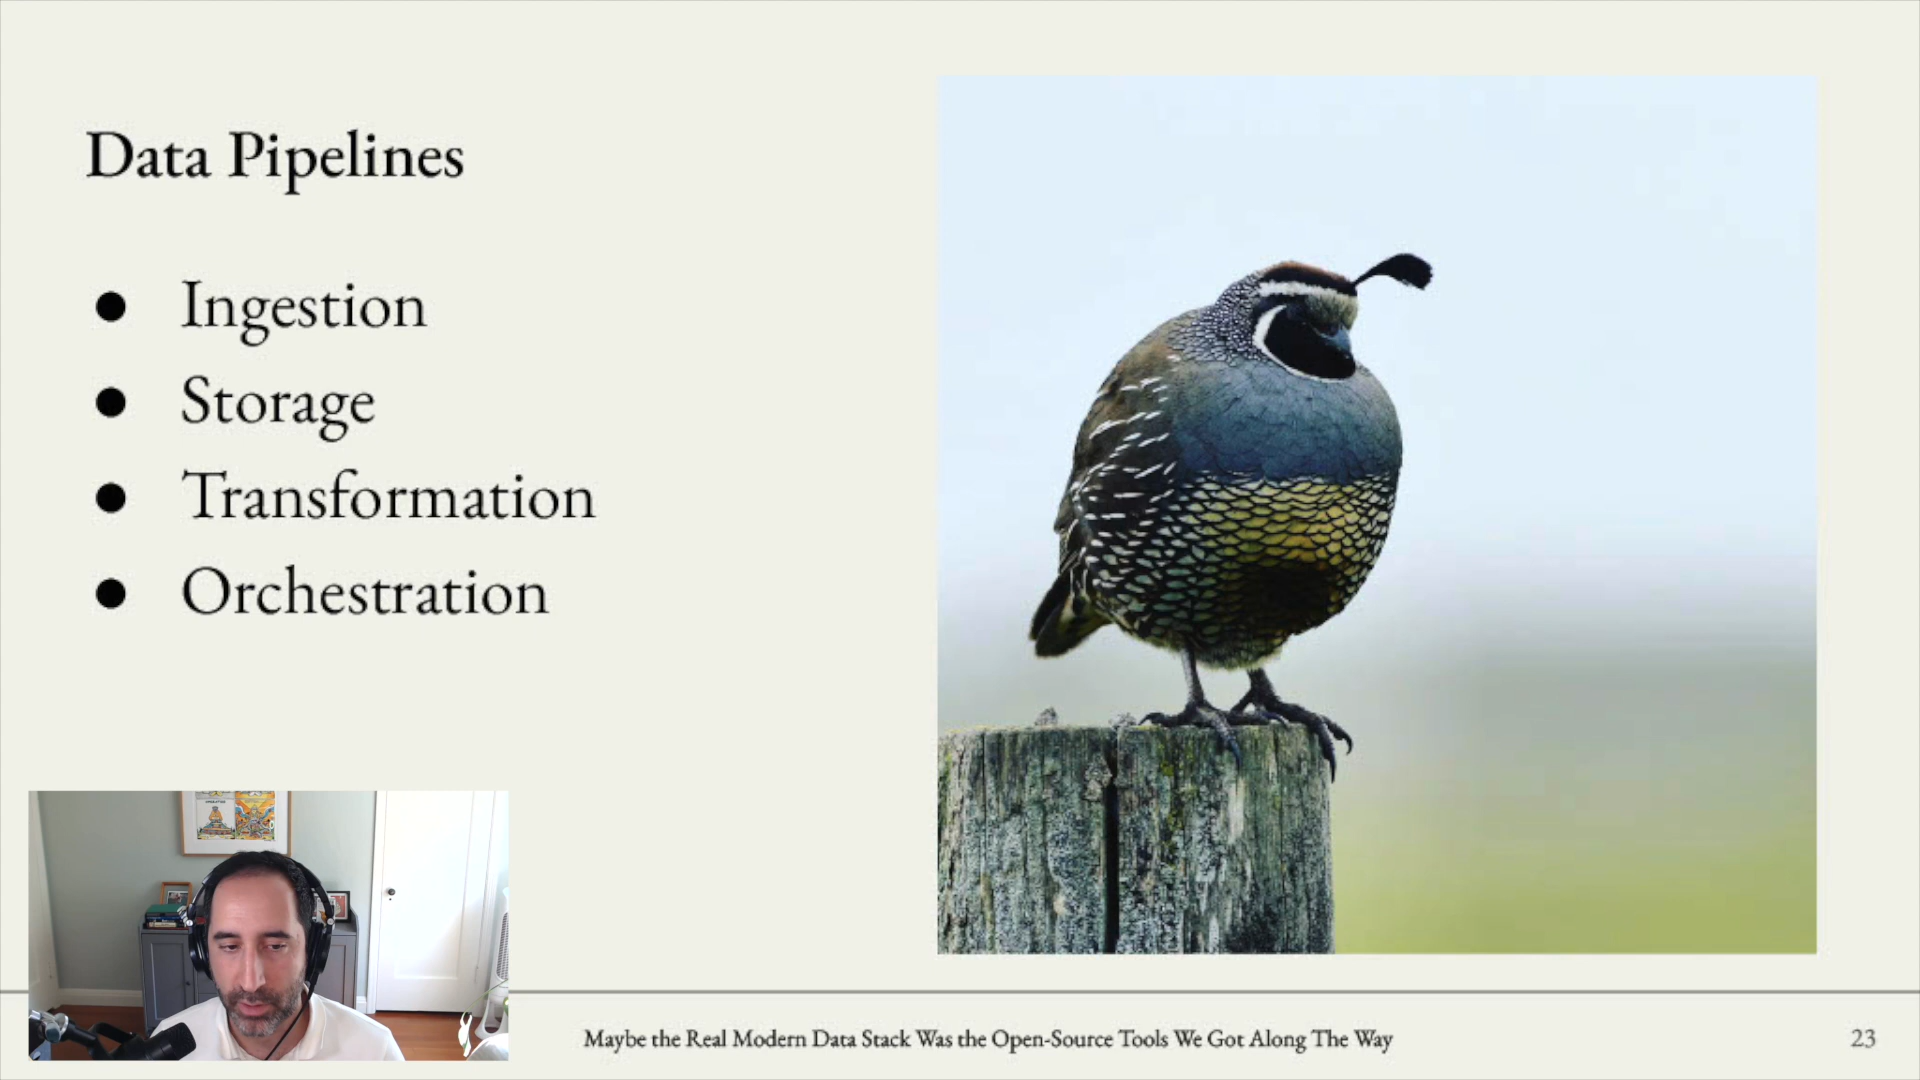 Data Pipelines
● Ingestion
● Storage
● Transformation
● Orchestration
Maybe the Real Modern Data Stack Was the Open-Source Tools We Got Along The Way
23